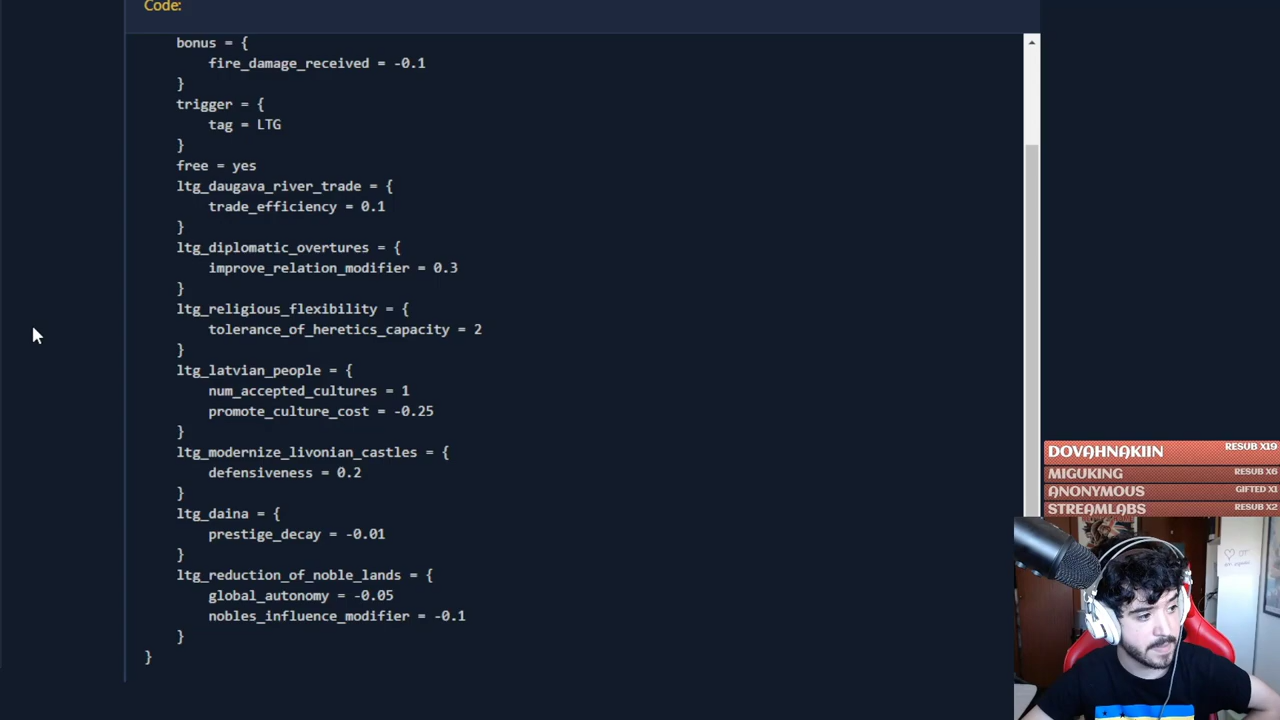 Code:
bonus = {
fire_damage_received = -0.1
}
trigger = {
tag = LTG
}
free = yes
ltg_daugava_river_trade = {
trade_efficiency = 0.1
}
ltg_diplomatic_overtures = {
improve_relation_modifier = 0.3
}
ltg_religious_flexibility = {
tolerance_of_heretics_capacity = 2
}
ltg_latvian_people = {
num_accepted_cultures = 1
promote_culture_cost = -0.25
}
ltg_modernize_livonian_castles = {
defensiveness = 0.2
}
ltg_daina = {
prestige_decay = -0.01
}
ltg_reduction_of_noble_lands = {
global_autonomy = -0.05
nobles_influence_modifier = -0.1
}
}
DOVAHNAKIIN RESUB X19
MIGUKING RESUB X6
ANONYMOUS GIFTED X1
STREAMLABS RESUB X2